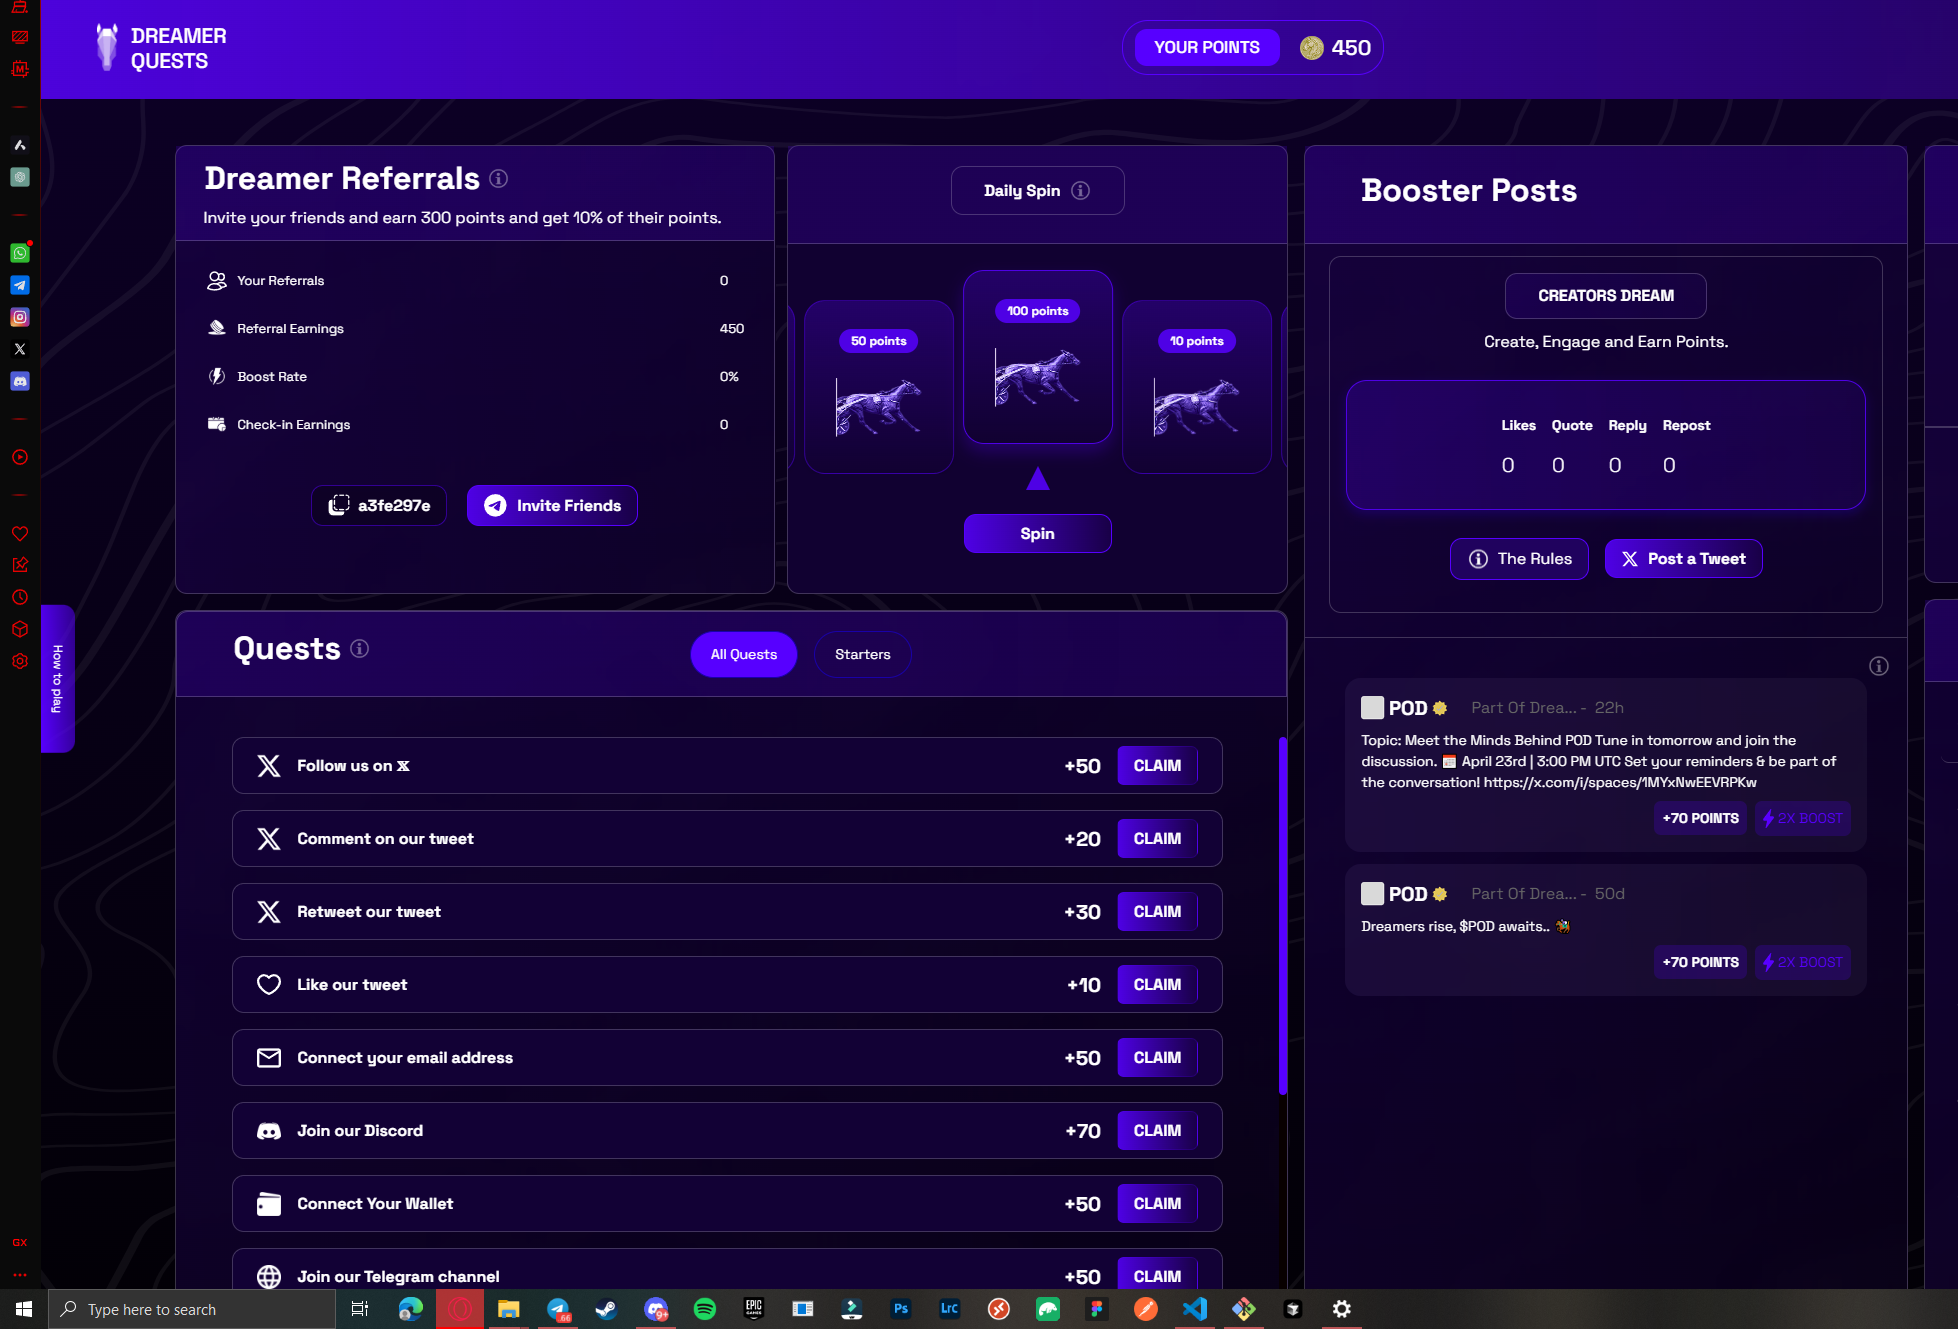 DREAMER
QUESTS
YOUR POINTS
450
Dreamer Referrals
Invite your friends and earn 300 points and get 10% of their points.
Your Referrals 0
Referral Earnings 450
Boost Rate 0%
Check-in Earnings 0
a3fe297e
Invite Friends
Daily Spin
50 points
100 points
10 points
Spin
Booster Posts
CREATORS DREAM
Create, Engage and Earn Points.
Likes Quote Reply Repost
0 0 0 0
The Rules
Post a Tweet
How to play
Quests
All Quests
Starters
Follow us on X +50 CLAIM
Comment on our tweet +20 CLAIM
Retweet our tweet +30 CLAIM
Like our tweet +10 CLAIM
Connect your email address +50 CLAIM
Join our Discord +70 CLAIM
Connect Your Wallet +50 CLAIM
Join our Telegram channel +50 CLAIM
POD Part Of Drea... - 22h
Topic: Meet the Minds Behind POD Tune in tomorrow and join the
discussion. 🗓️ April 23rd | 3:00 PM UTC Set your reminders & be part of
the conversation! https://x.com/i/spaces/1MYxNwEEVRPKw
+70 POINTS 2X BOOST
POD Part Of Drea... - 50d
Dreamers rise, $POD awaits.. 🏇
+70 POINTS 2X BOOST
GX
Type here to search
66
9+
EPIC
GAMES
Ps
LrC